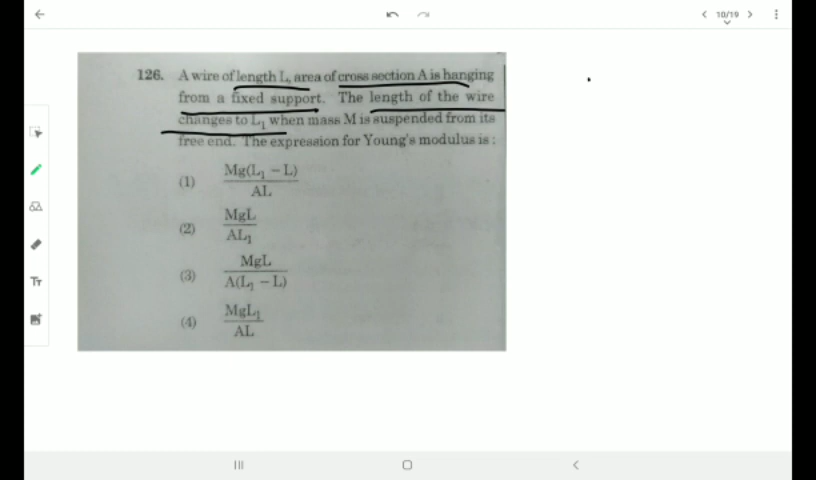 10/19
126. A wire of length L, area of cross section A is hanging
from a fixed support. The length of the wire
changes to L₁ when mass M is suspended from its
free end. The expression for Young's modulus is :
(1) Mg(L₁ – L)
AL
(2) MgL
AL₁
(3) MgL
A(L₁ – L)
(4) MgL₁
AL
Tт